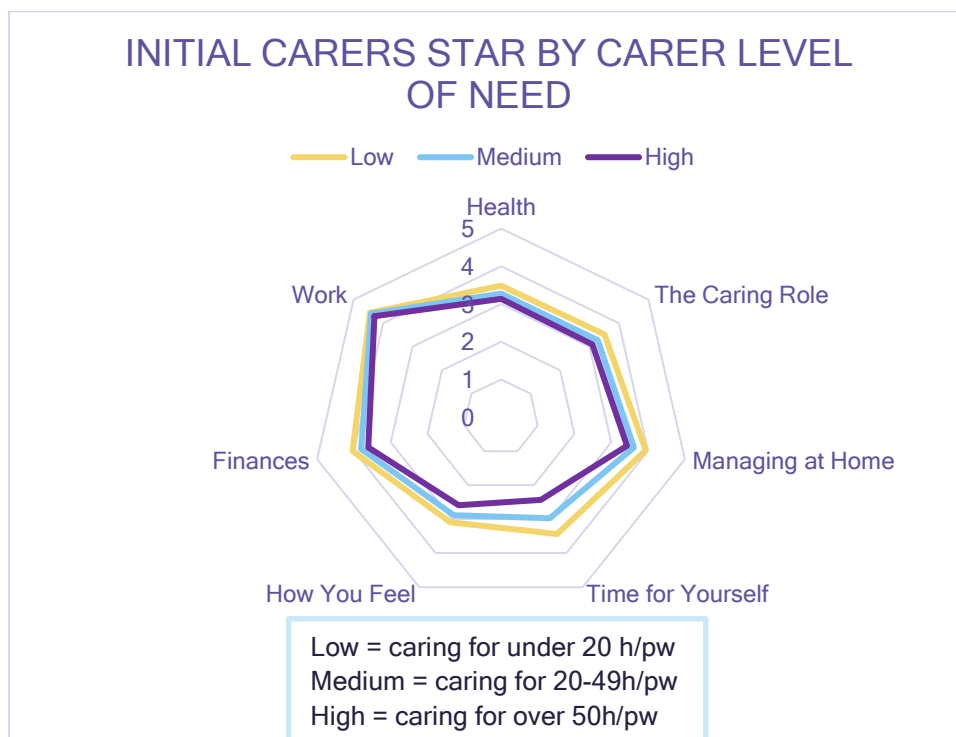 INITIAL CARERS STAR BY CARER LEVEL
OF NEED
Low Medium High
Health
5
4
3
2
1
0
The Caring Role
Managing at Home
Time for Yourself
How You Feel
Finances
Work
Low = caring for under 20 h/pw
Medium = caring for 20-49h/pw
High = caring for over 50h/pw